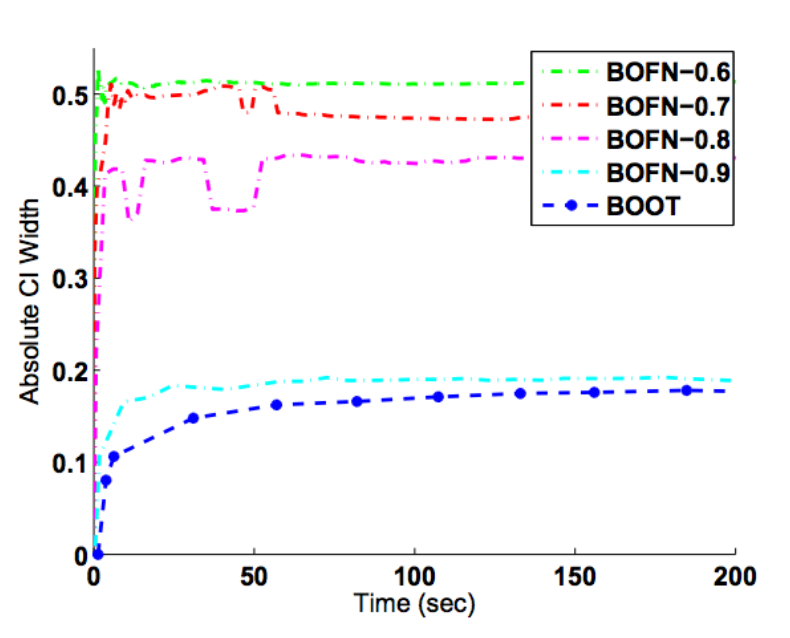 BOFN−0.6
BOFN−0.7
BOFN−0.8
BOFN−0.9
BOOT
Absolute CI Width
0.5
0.4
0.3
0.2
0.1
0
0 50 100 150 200
Time (sec)